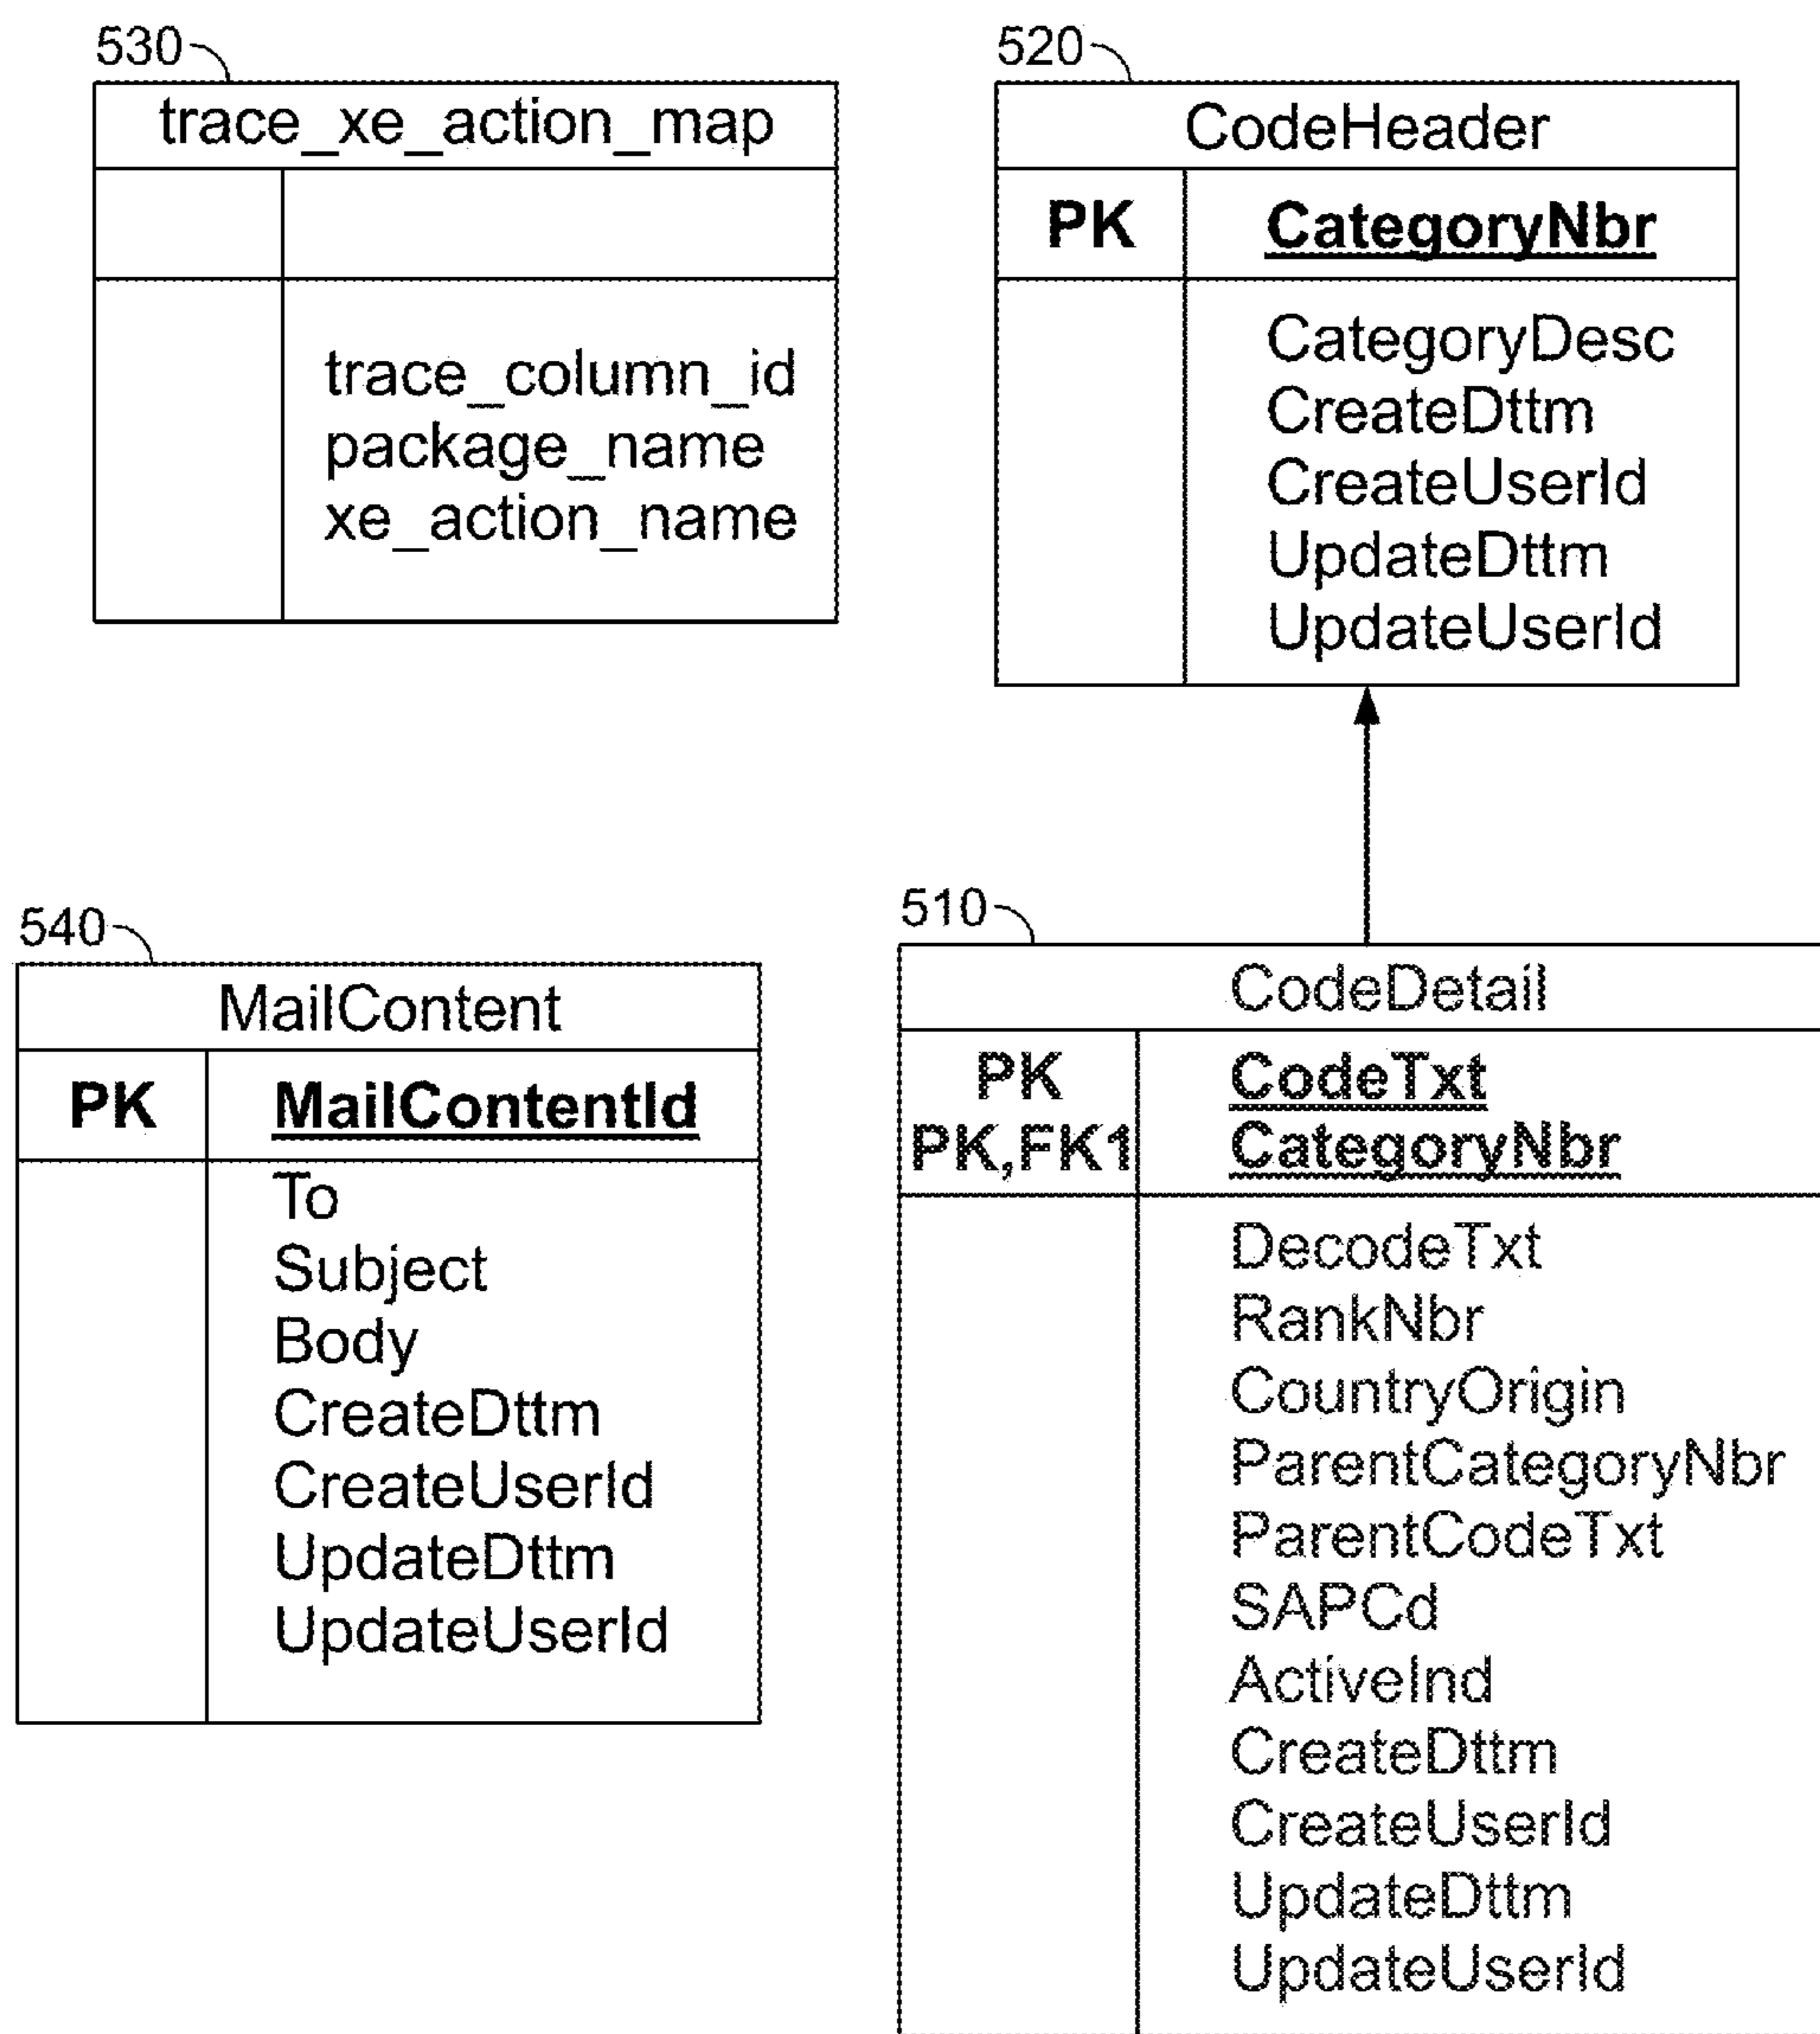 530
trace_xe_action_map
trace_column_id
package_name
xe_action_name
520
CodeHeader
PK CategoryNbr
CategoryDesc
CreateDttm
CreateUserId
UpdateDttm
UpdateUserId
540
MailContent
PK MailContentId
To
Subject
Body
CreateDttm
CreateUserId
UpdateDttm
UpdateUserId
510
CodeDetail
PK CodeTxt
PK,FK1 CategoryNbr
DecodeTxt
RankNbr
CountryOrigin
ParentCategoryNbr
ParentCodeTxt
SAPCd
ActiveInd
CreateDttm
CreateUserId
UpdateDttm
UpdateUserId